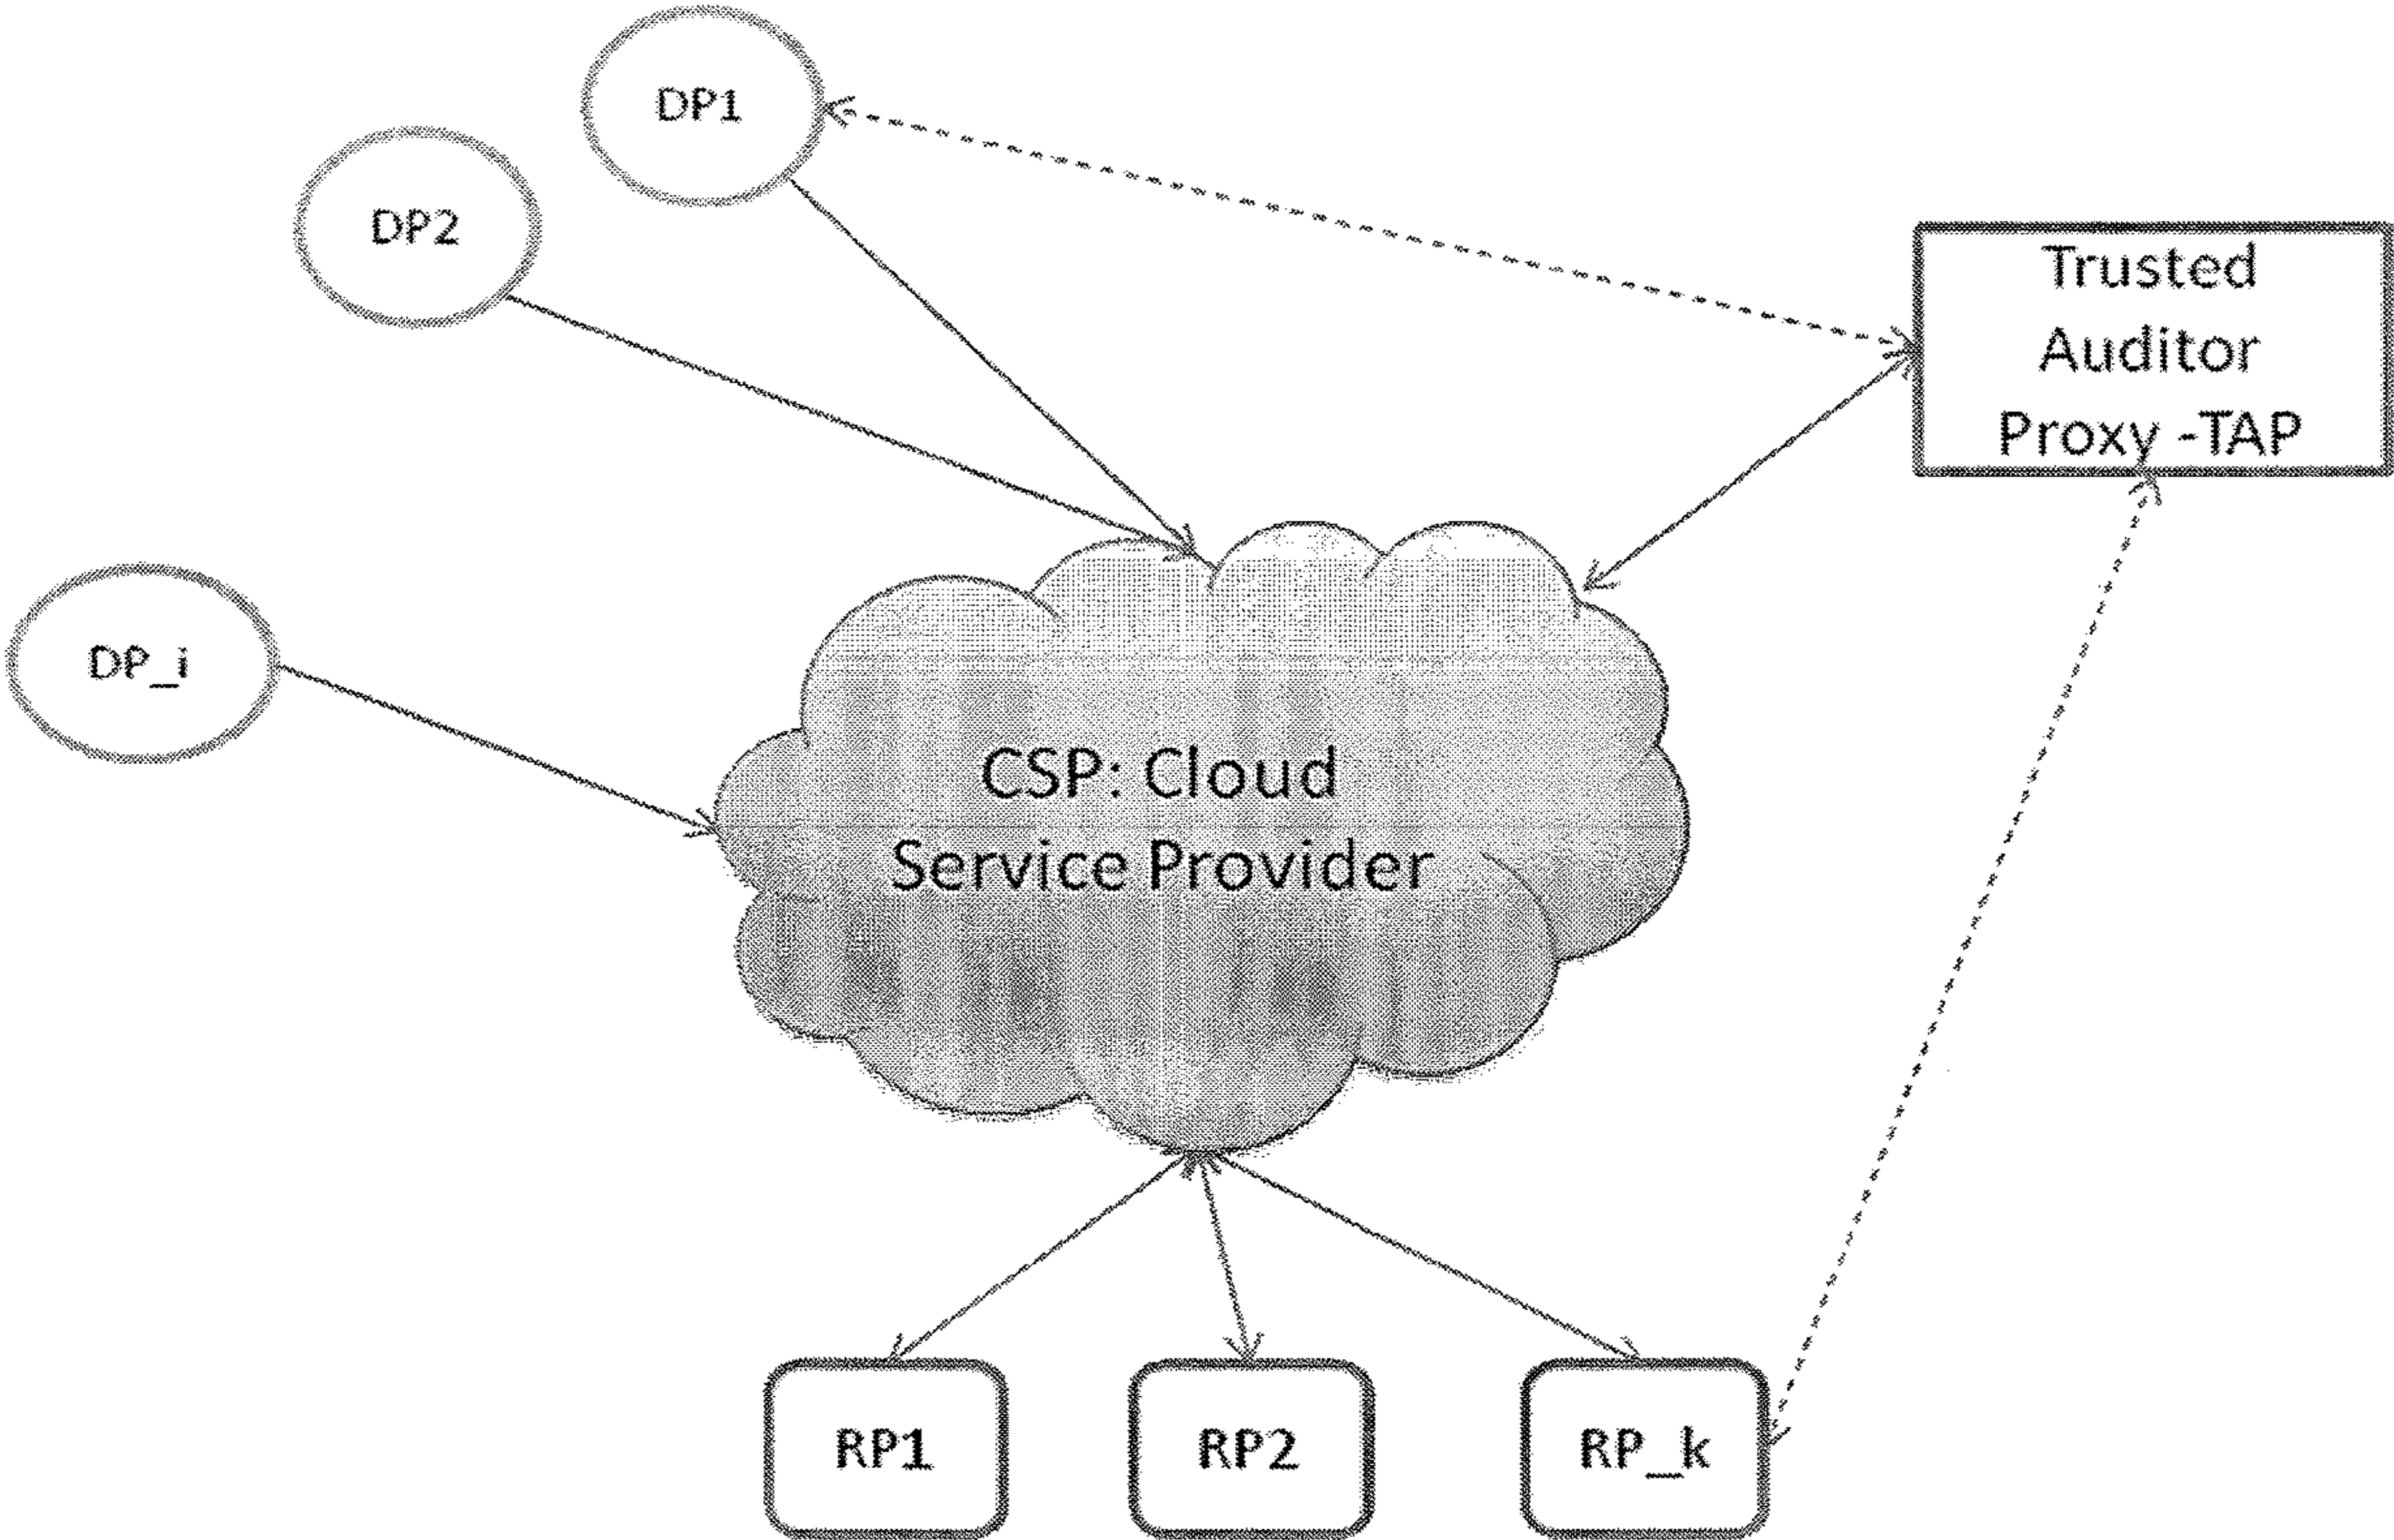 DP1
DP2
Trusted
Auditor
Proxy -TAP
DP_i
CSP: Cloud
Service Provider
RP1
RP2
RP_k